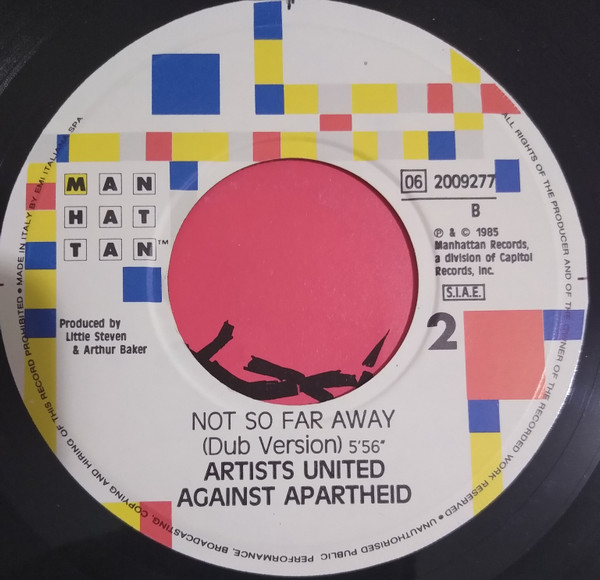 MAN
HAT
TAN™
06 2009277
B
℗ & © 1985
Manhattan Records,
a division of Capitol
Records, Inc.
S.I.A.E.
Produced by
Little Steven
& Arthur Baker
2
NOT SO FAR AWAY
(Dub Version) 5'56"
ARTISTS UNITED
AGAINST APARTHEID
ALL RIGHTS OF THE PRODUCER AND OF THE OWNER OF THE RECORDED WORK RESERVED • UNAUTHORISED PUBLIC PERFORMANCE, BROADCASTING, COPYING AND HIRING OF THIS RECORD PROHIBITED • MADE IN ITALY BY EMI ITALIANA SPA